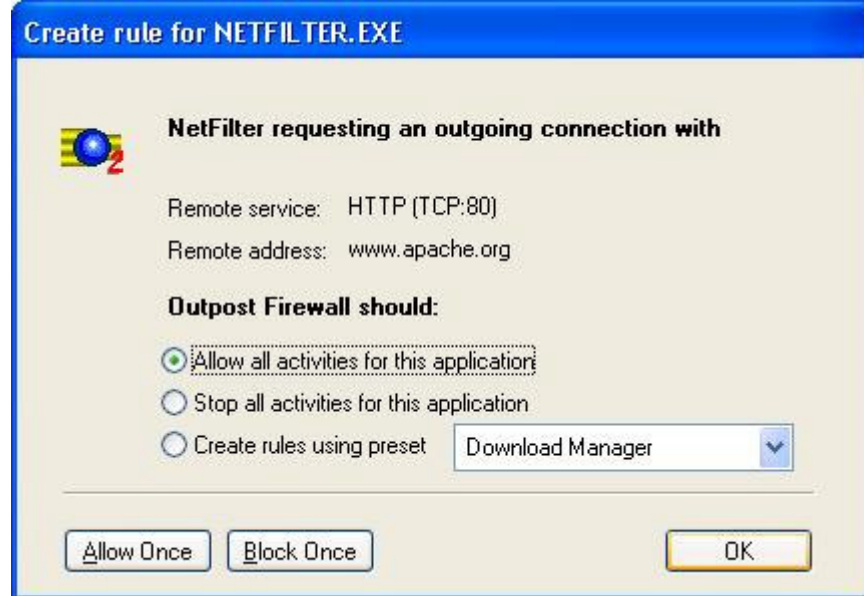 Create rule for NETFILTER.EXE
NetFilter requesting an outgoing connection with
2
Remote service: HTTP (TCP:80)
Remote address: www.apache.org
Outpost Firewall should:
Allow all activities for this application
Stop all activities for this application
Create rules using preset Download Manager
Allow Once Block Once OK